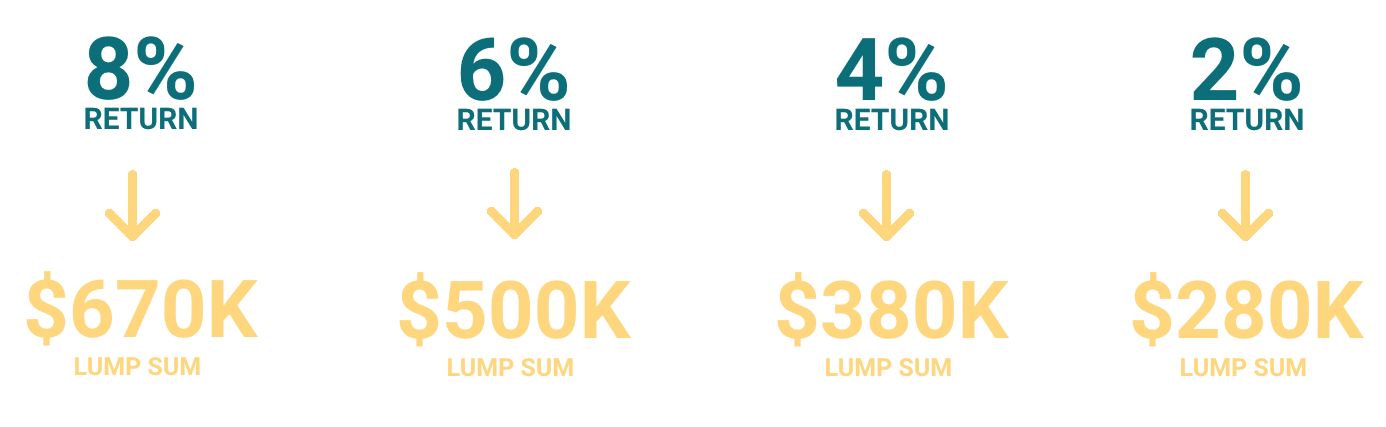 8%
RETURN
$670K
LUMP SUM
6%
RETURN
$500K
LUMP SUM
4%
RETURN
$380K
LUMP SUM
2%
RETURN
$280K
LUMP SUM